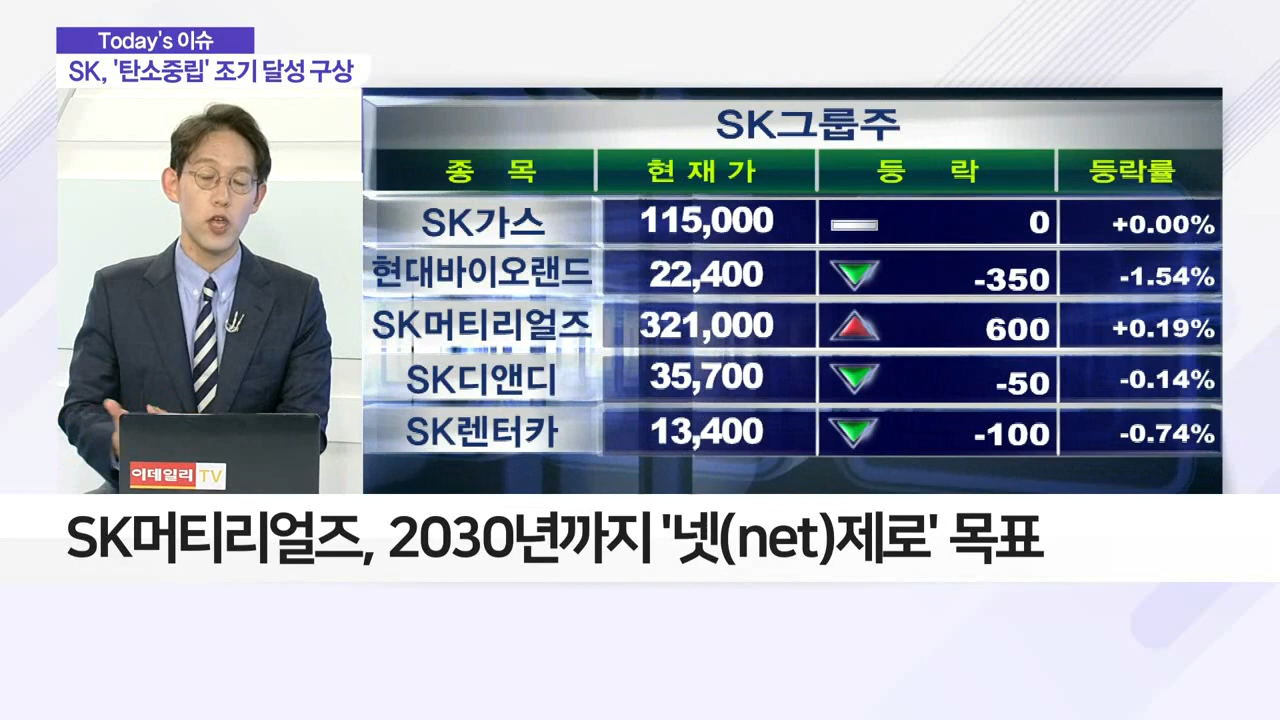 Today's 이슈
SK, '탄소중립' 조기 달성 구상
SK그룹주
종 목 현재가 등 락 등락률
SK가스 115,000 0 +0.00%
현대바이오랜드 22,400 -350 -1.54%
SK머티리얼즈 321,000 600 +0.19%
SK디앤디 35,700 -50 -0.14%
SK렌터카 13,400 -100 -0.74%
이데일리 TV
SK머티리얼즈, 2030년까지 '넷(net)제로' 목표